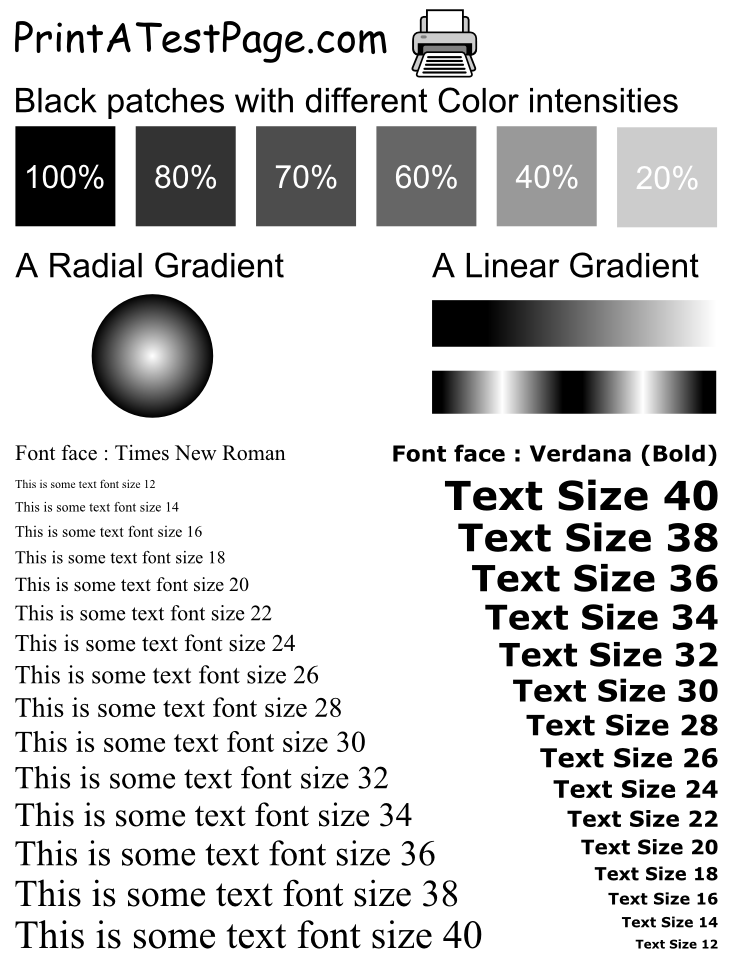 PrintATestPage.com
Black patches with different Color intensities
100% 80% 70% 60% 40% 20%
A Radial Gradient
A Linear Gradient
Font face : Times New Roman
This is some text font size 12
This is some text font size 14
This is some text font size 16
This is some text font size 18
This is some text font size 20
This is some text font size 22
This is some text font size 24
This is some text font size 26
This is some text font size 28
This is some text font size 30
This is some text font size 32
This is some text font size 34
This is some text font size 36
This is some text font size 38
This is some text font size 40
Font face : Verdana (Bold)
Text Size 40
Text Size 38
Text Size 36
Text Size 34
Text Size 32
Text Size 30
Text Size 28
Text Size 26
Text Size 24
Text Size 22
Text Size 20
Text Size 18
Text Size 16
Text Size 14
Text Size 12